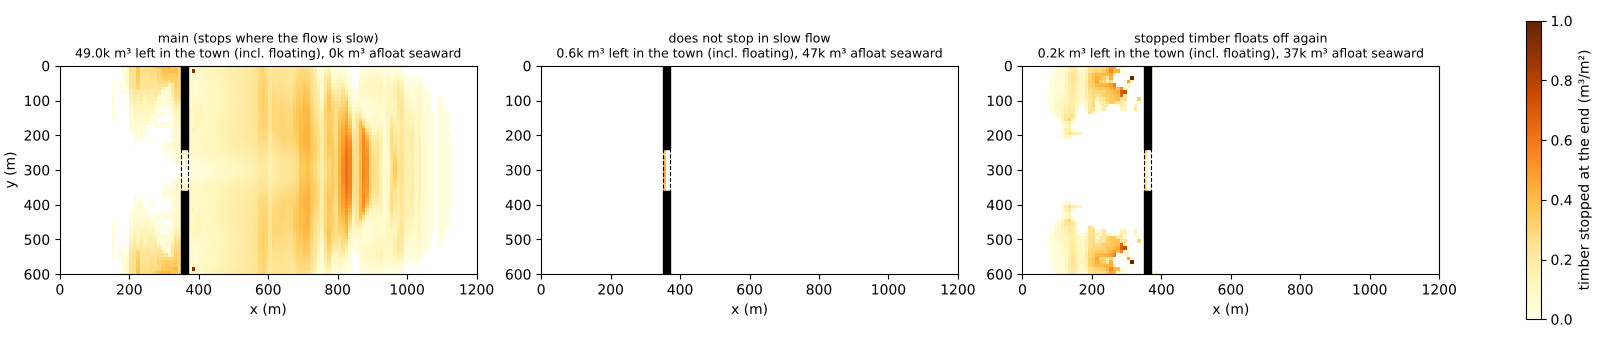 main (stops where the flow is slow)
49.0k m³ left in the town (incl. floating), 0k m³ afloat seaward
does not stop in slow flow
0.6k m³ left in the town (incl. floating), 47k m³ afloat seaward
stopped timber floats off again
0.2k m³ left in the town (incl. floating), 37k m³ afloat seaward
0
100
200
300
400
500
600
y (m)
0 200 400 600 800 1000 1200
x (m)
0
100
200
300
400
500
600
0 200 400 600 800 1000 1200
x (m)
0
100
200
300
400
500
600
0 200 400 600 800 1000 1200
x (m)
1.0
0.8
0.6
0.4
0.2
0.0
timber stopped at the end (m³/m²)